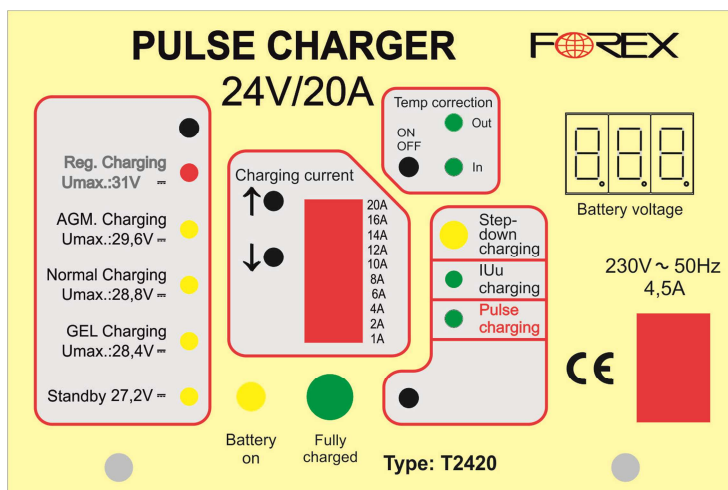 PULSE CHARGER
24V/20A
FOREX
Reg. Charging
Umax.:31V ⎓
AGM. Charging
Umax.:29,6V ⎓
Normal Charging
Umax.:28,8V ⎓
GEL Charging
Umax.:28,4V ⎓
Standby 27,2V ⎓
Charging current
↑
↓
20A
16A
14A
12A
10A
8A
6A
4A
2A
1A
Temp correction
ON
OFF
Out
In
Step-
down
charging
IUu
charging
Pulse
charging
8.8.8.
Battery voltage
230V ~ 50Hz
4,5A
CE
Battery
on
Fully
charged
Type: T2420